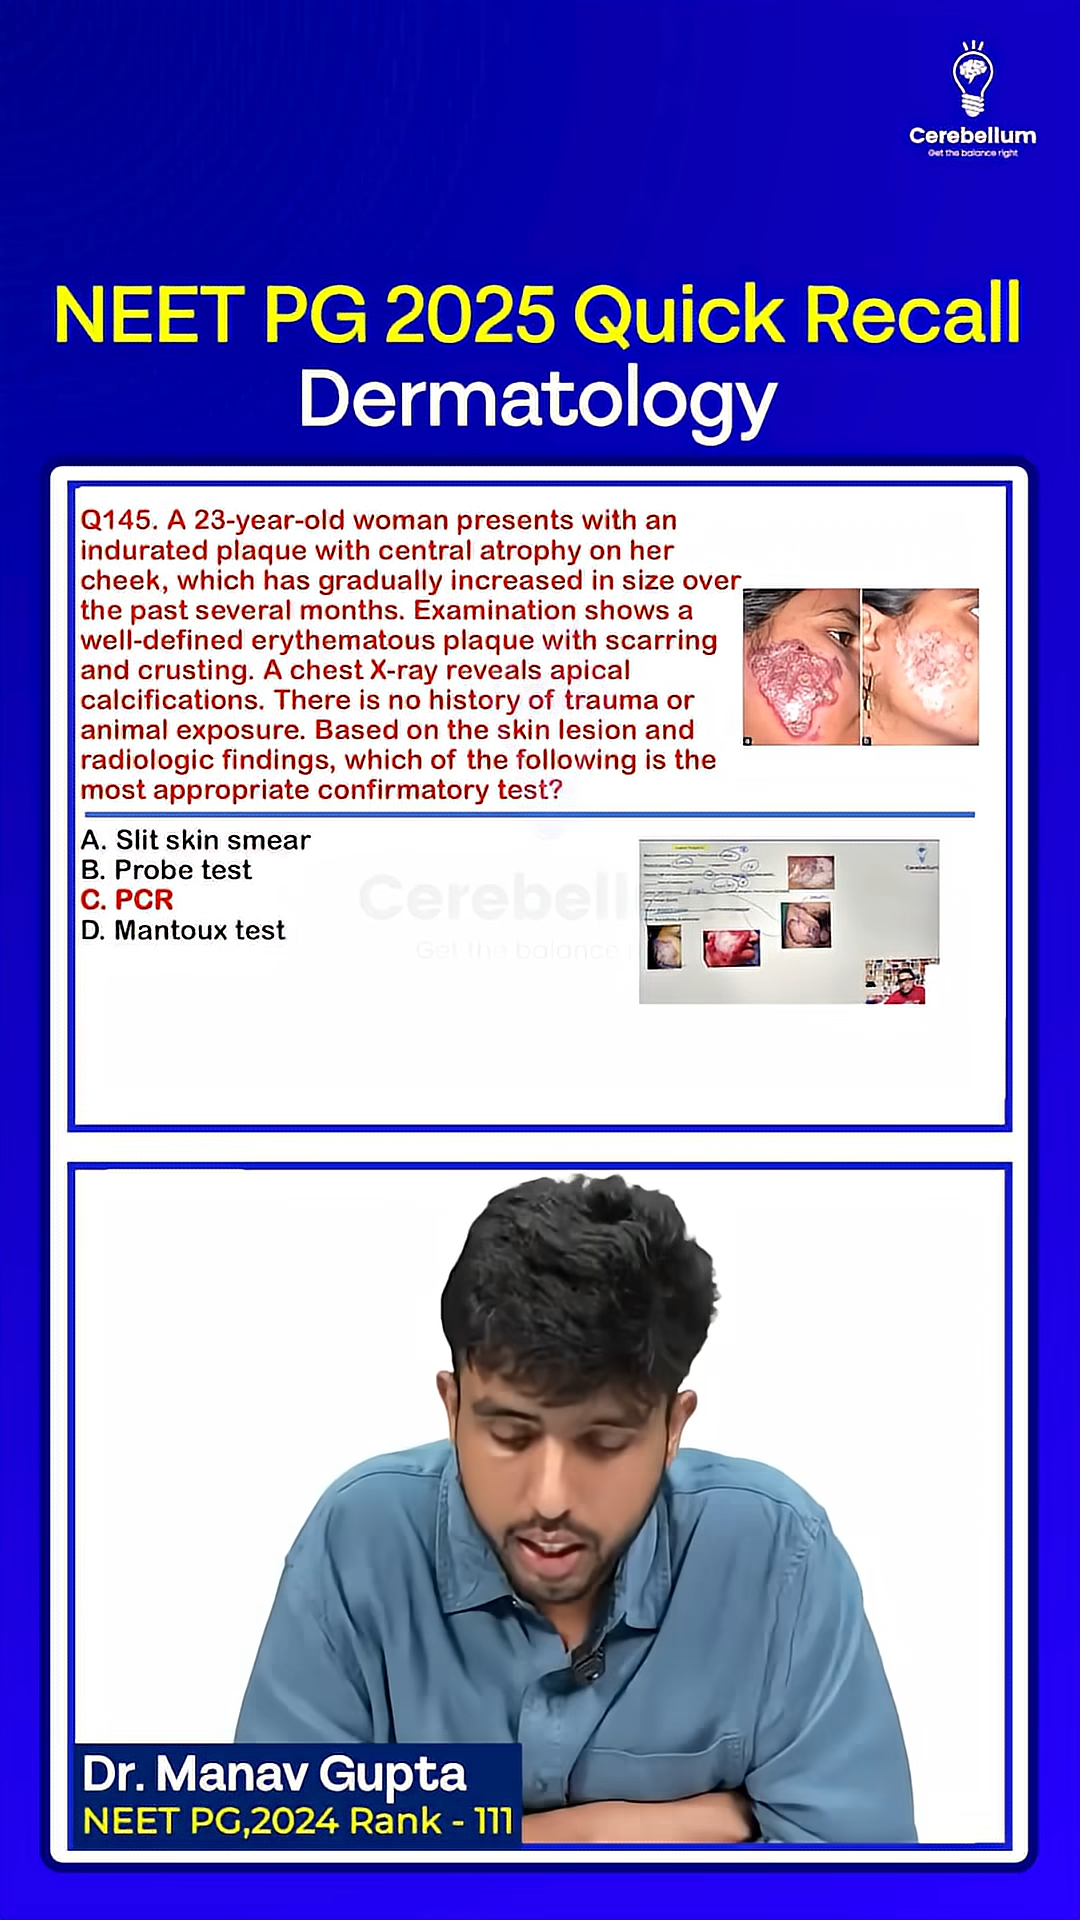 Cerebellum
Get the balance right
NEET PG 2025 Quick Recall
Dermatology
Q145. A 23-year-old woman presents with an
indurated plaque with central atrophy on her
cheek, which has gradually increased in size over
the past several months. Examination shows a
well-defined erythematous plaque with scarring
and crusting. A chest X-ray reveals apical
calcifications. There is no history of trauma or
animal exposure. Based on the skin lesion and
radiologic findings, which of the following is the
most appropriate confirmatory test?
A. Slit skin smear
B. Probe test
C. PCR
D. Mantoux test
Cerebell
Get the balance
Dr. Manav Gupta
NEET PG,2024 Rank - 111